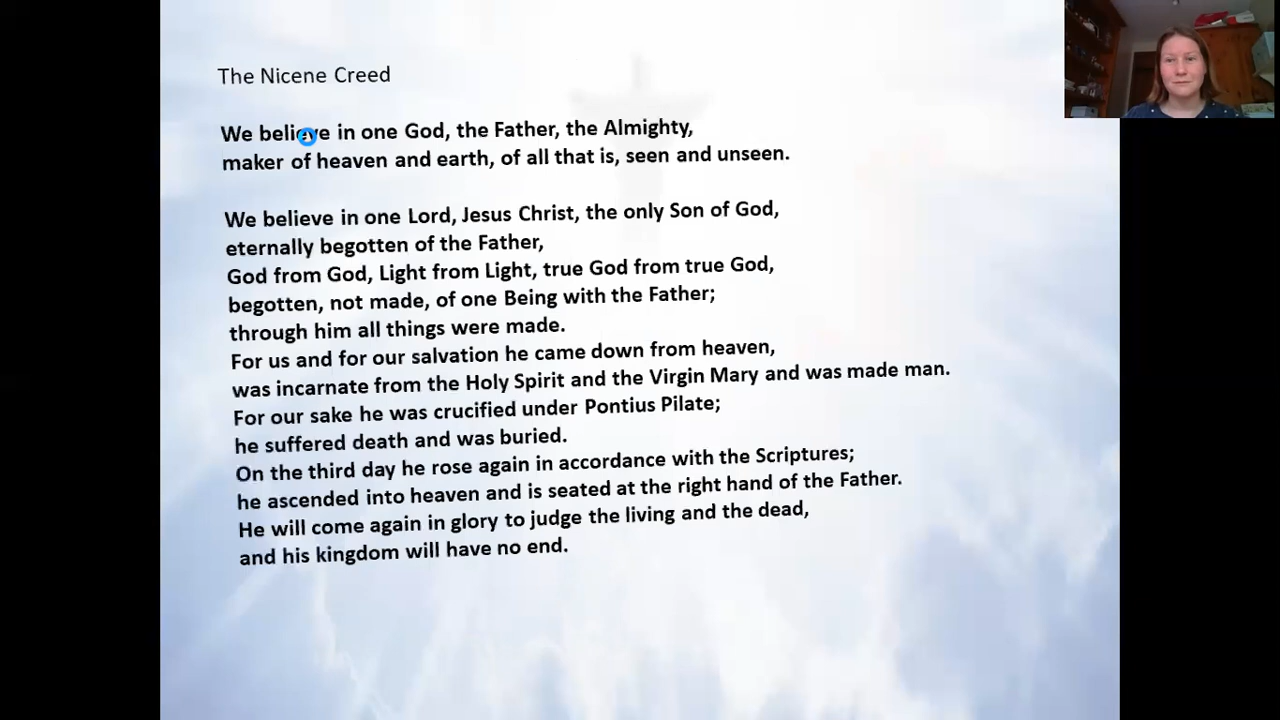 The Nicene Creed
We believe in one God, the Father, the Almighty,
maker of heaven and earth, of all that is, seen and unseen.
We believe in one Lord, Jesus Christ, the only Son of God,
eternally begotten of the Father,
God from God, Light from Light, true God from true God,
begotten, not made, of one Being with the Father;
through him all things were made.
For us and for our salvation he came down from heaven,
was incarnate from the Holy Spirit and the Virgin Mary and was made man.
For our sake he was crucified under Pontius Pilate;
he suffered death and was buried.
On the third day he rose again in accordance with the Scriptures;
he ascended into heaven and is seated at the right hand of the Father.
He will come again in glory to judge the living and the dead,
and his kingdom will have no end.